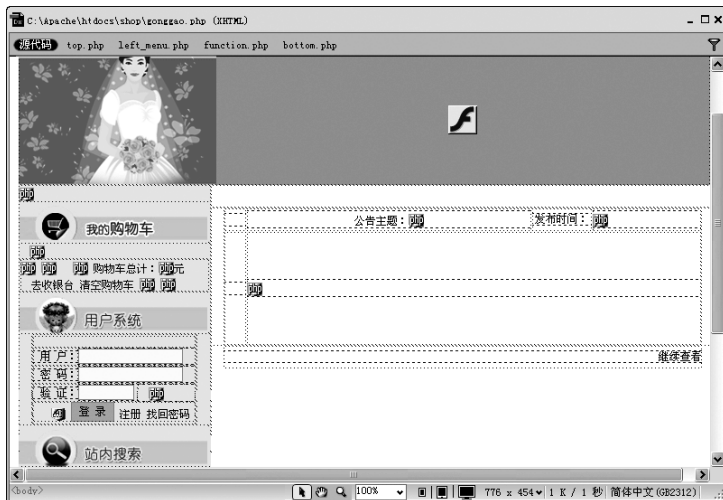 C:\Apache\htdocs\shop\gonggao.php (XHTML)
源代码 top.php left_menu.php function.php bottom.php
php
我的购物车
公告主题：php 发布时间：php
php
php php php 购物车总计：php元
去收银台 清空购物车 php php
php
用户系统
继续查看
用 户：
密 码：
验 证： php
登 录 注册 找回密码
站内搜索
<body> 100% 776 x 454 1 K / 1 秒 简体中文(GB2312)